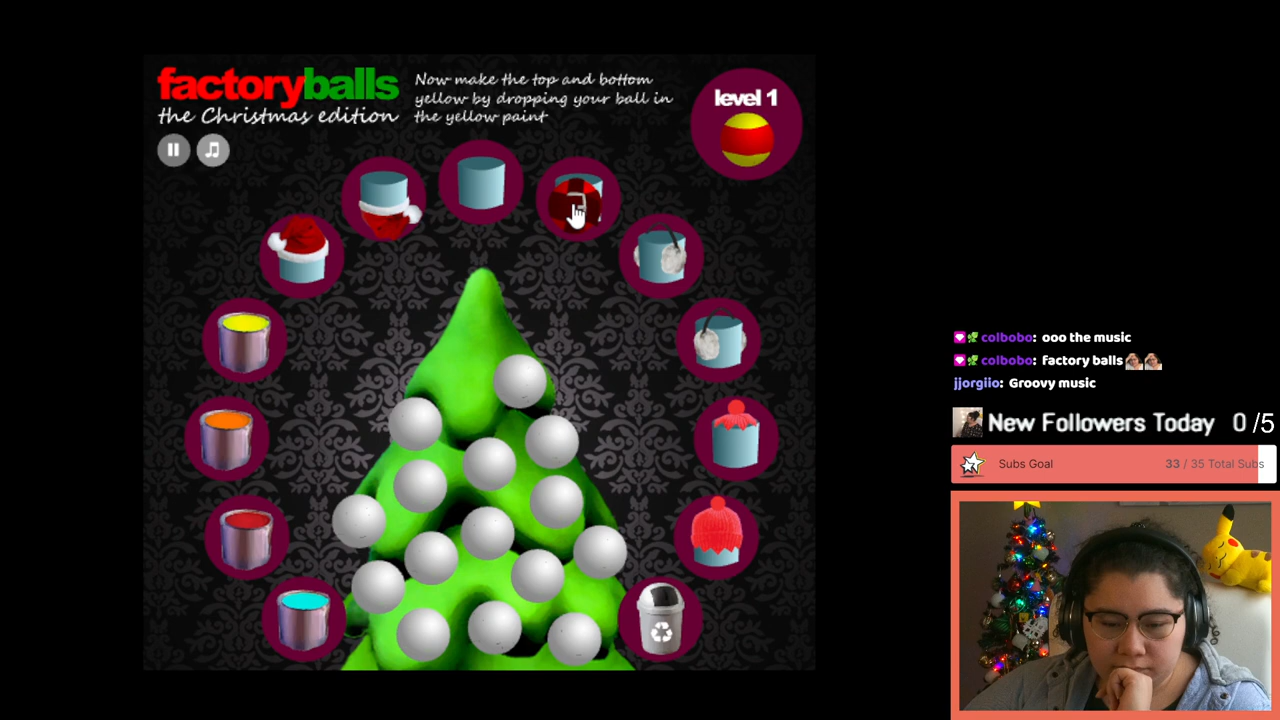 factoryballs
the Christmas edition
Now make the top and bottom
yellow by dropping your ball in
the yellow paint
level 1
colbobo: ooo the music
colbobo: factory balls
jjorgiio: Groovy music
New Followers Today 0 /5
Subs Goal 33 / 35 Total Subs